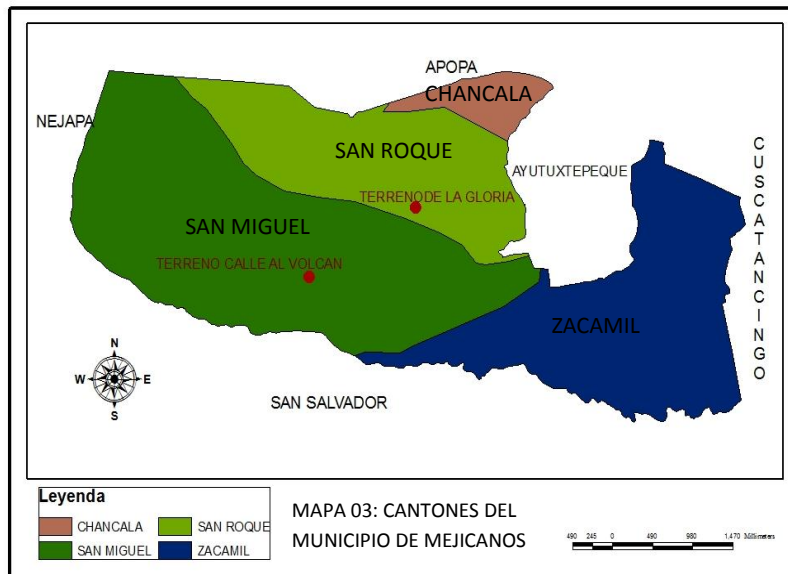 APOPA
CHANCALA
NEJAPA
SAN ROQUE
AYUTUXTEPEQUE
CUSCATANCINGO
TERRENODE LA GLORIA
SAN MIGUEL
TERRENO CALLE AL VOLCAN
ZACAMIL
N
W E
S
SAN SALVADOR
Leyenda
CHANCALA SAN ROQUE
SAN MIGUEL ZACAMIL
MAPA 03: CANTONES DEL
MUNICIPIO DE MEJICANOS
490 245 0 490 980 1,470